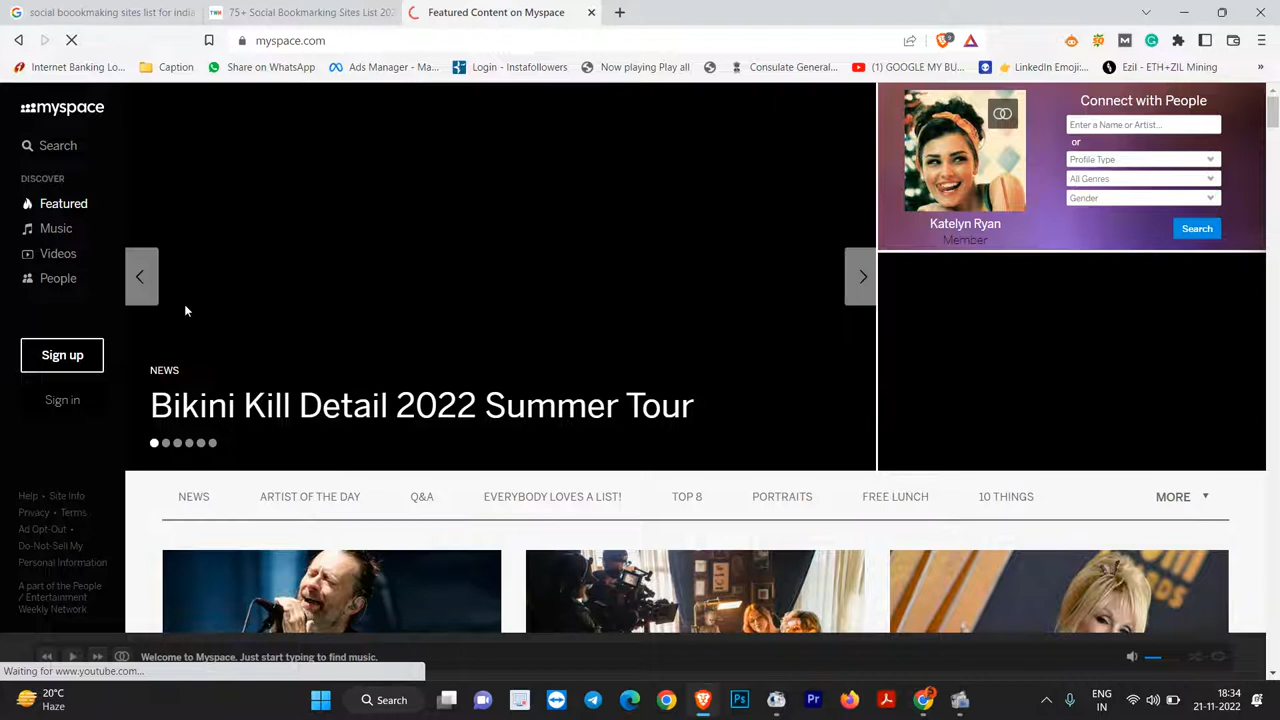 social boookmaking sites list for india
75+ Social Bookmarking Sites List 202
Featured Content on Myspace
myspace.com
Internet Banking Lo...
Caption
Share on WhatsApp
Ads Manager - Ma...
Login - Instafollowers
Now playing Play all
Consulate General...
(1) GOOGLE MY BU...
LinkedIn Emoji:...
Ezil - ETH+ZIL Mining
myspace
Search
DISCOVER
Featured
Music
Videos
People
Sign up
Sign in
Help • Site Info
Privacy • Terms
Ad Opt-Out •
Do-Not-Sell My
Personal Information
A part of the People
/ Entertainment
Weekly Network
NEWS
Bikini Kill Detail 2022 Summer Tour
Connect with People
Enter a Name or Artist...
or
Profile Type
All Genres
Gender
Search
Katelyn Ryan
Member
NEWS
ARTIST OF THE DAY
Q&A
EVERYBODY LOVES A LIST!
TOP 8
PORTRAITS
FREE LUNCH
10 THINGS
MORE
Welcome to Myspace. Just start typing to find music.
Waiting for www.youtube.com...
20°C
Haze
Search
ENG
IN
18:34
21-11-2022